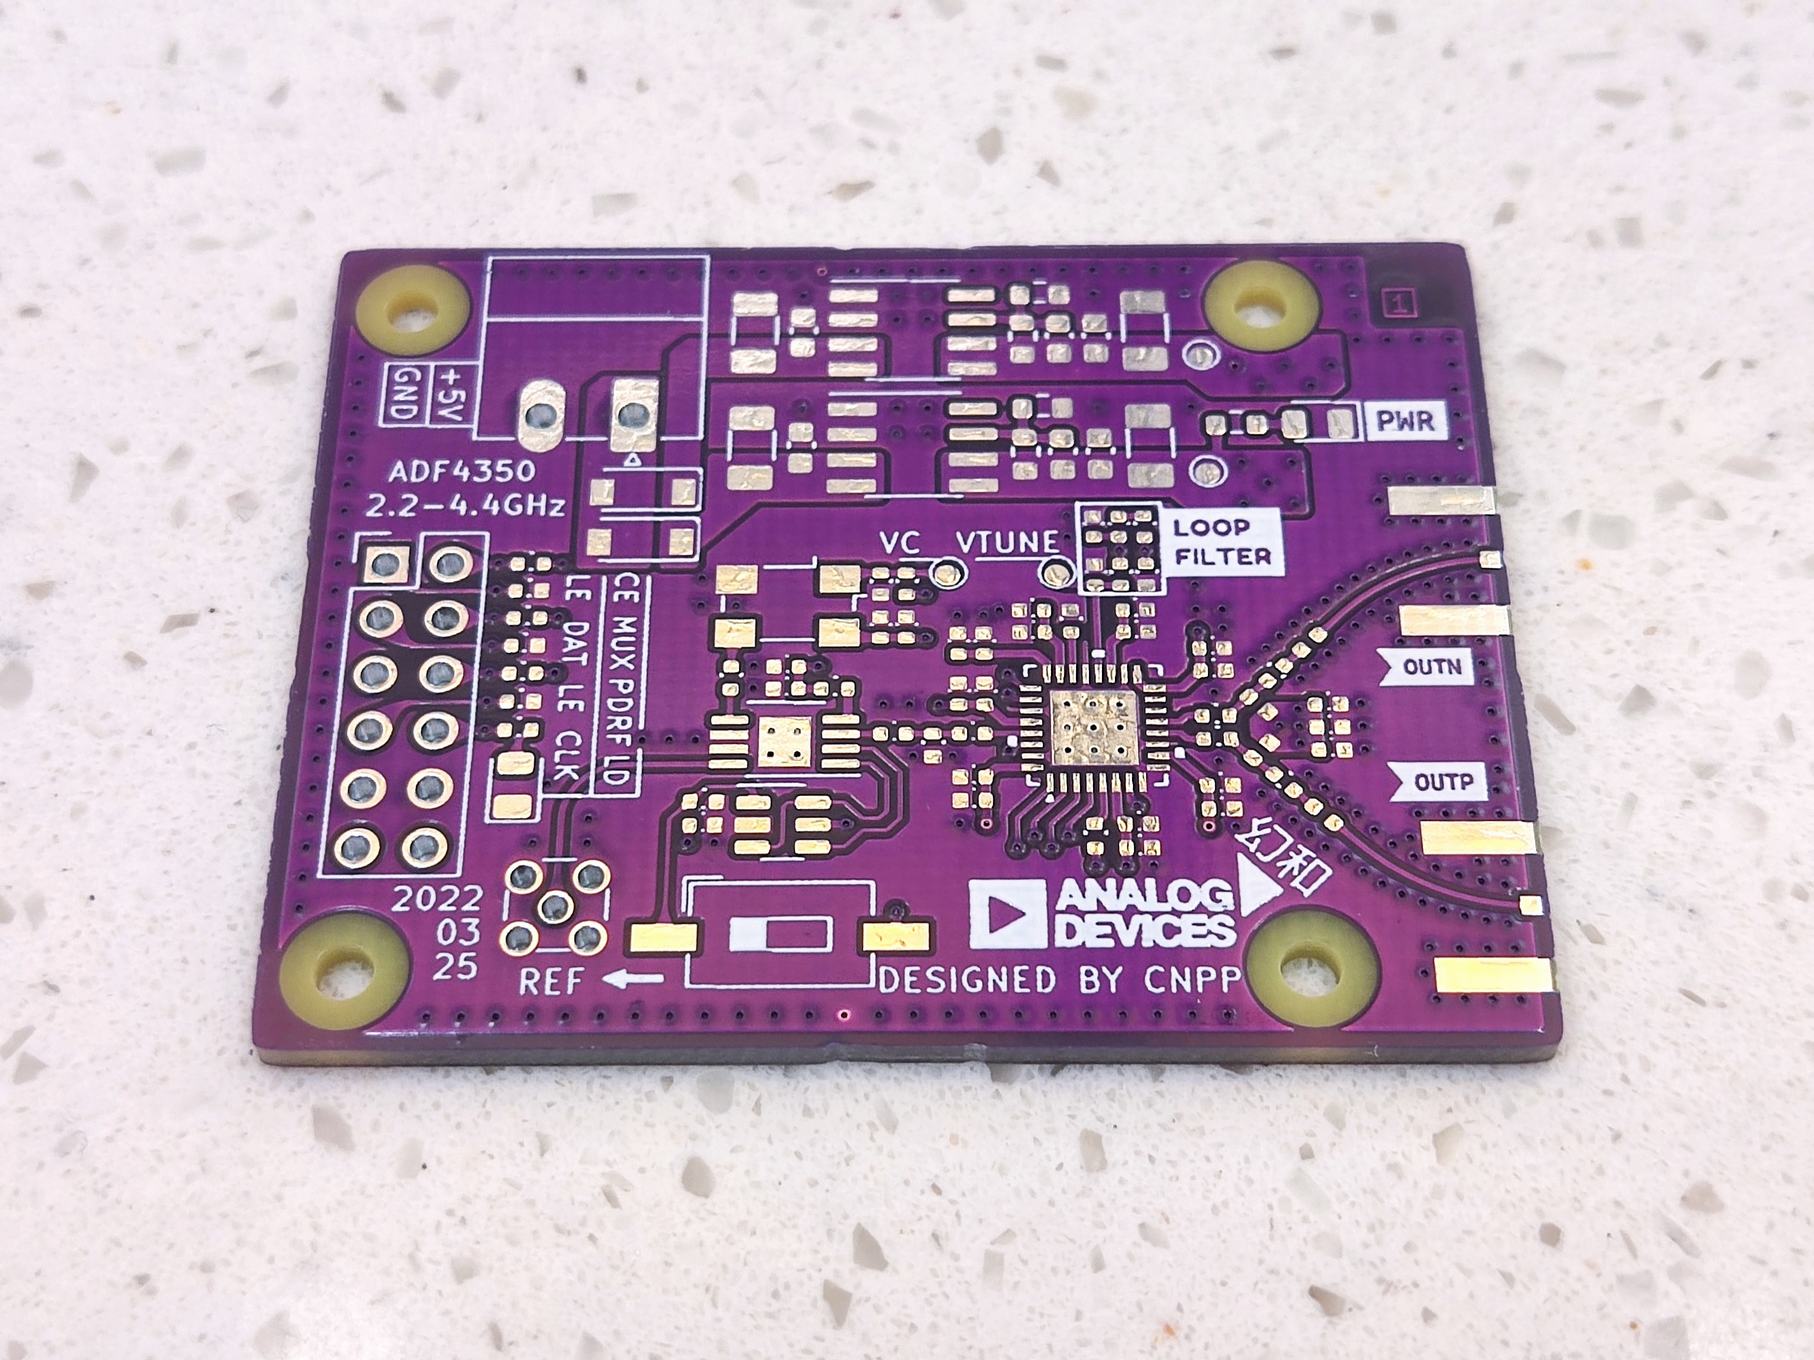 1
GND
+5V
PWR
ADF4350
2.2-4.4GHz
VC
VTUNE
LOOP
FILTER
LE DAT LE CLK
CE MUX PDRF LD
OUTN
OUTP
幻和
2022
03
25
REF
ANALOG
DEVICES
DESIGNED BY CNPP